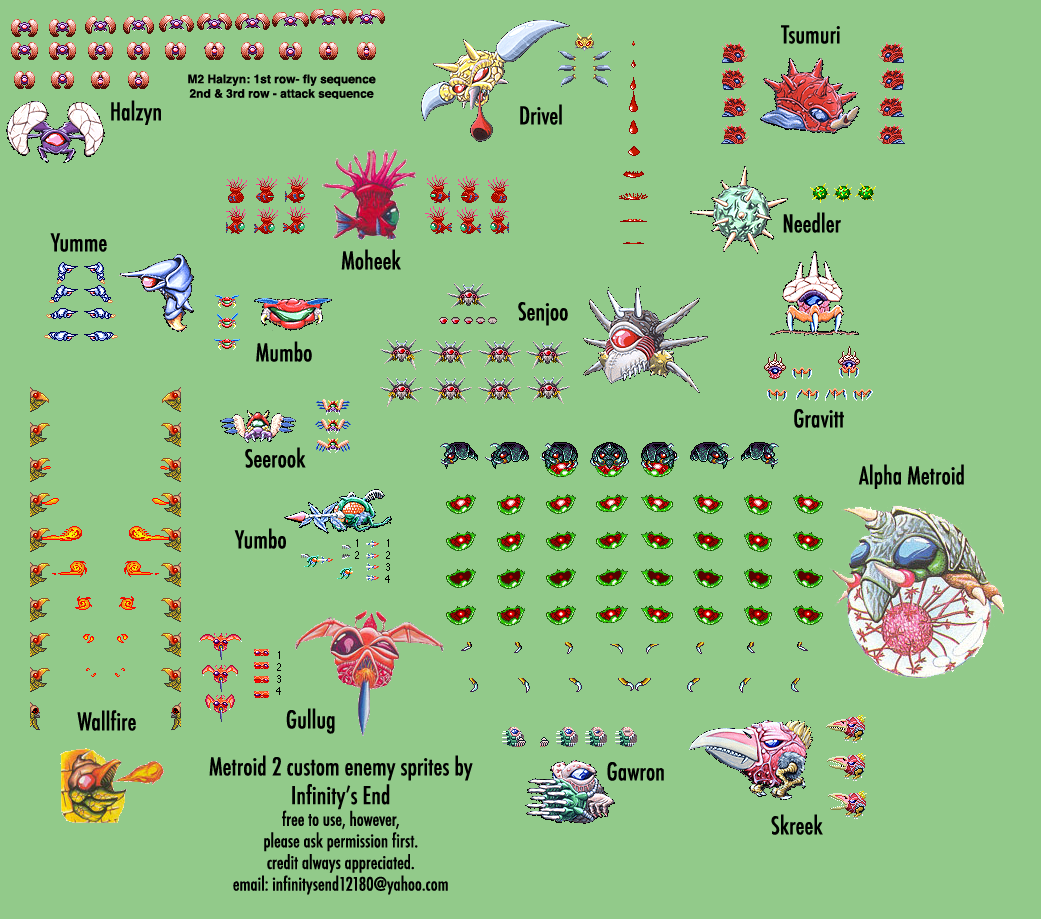 M2 Halzyn: 1st row- fly sequence
2nd & 3rd row - attack sequence
Halzyn
Drivel
Tsumuri
Needler
Moheek
Yumme
Mumbo
Senjoo
Gravitt
Seerook
Alpha Metroid
Yumbo
1 1
2 2
3
4
1
2
3
4
Gullug
Wallfire
Gawron
Skreek
Metroid 2 custom enemy sprites by
Infinity's End
free to use, however,
please ask permission first.
credit always appreciated.
email: infinitysend12180@yahoo.com